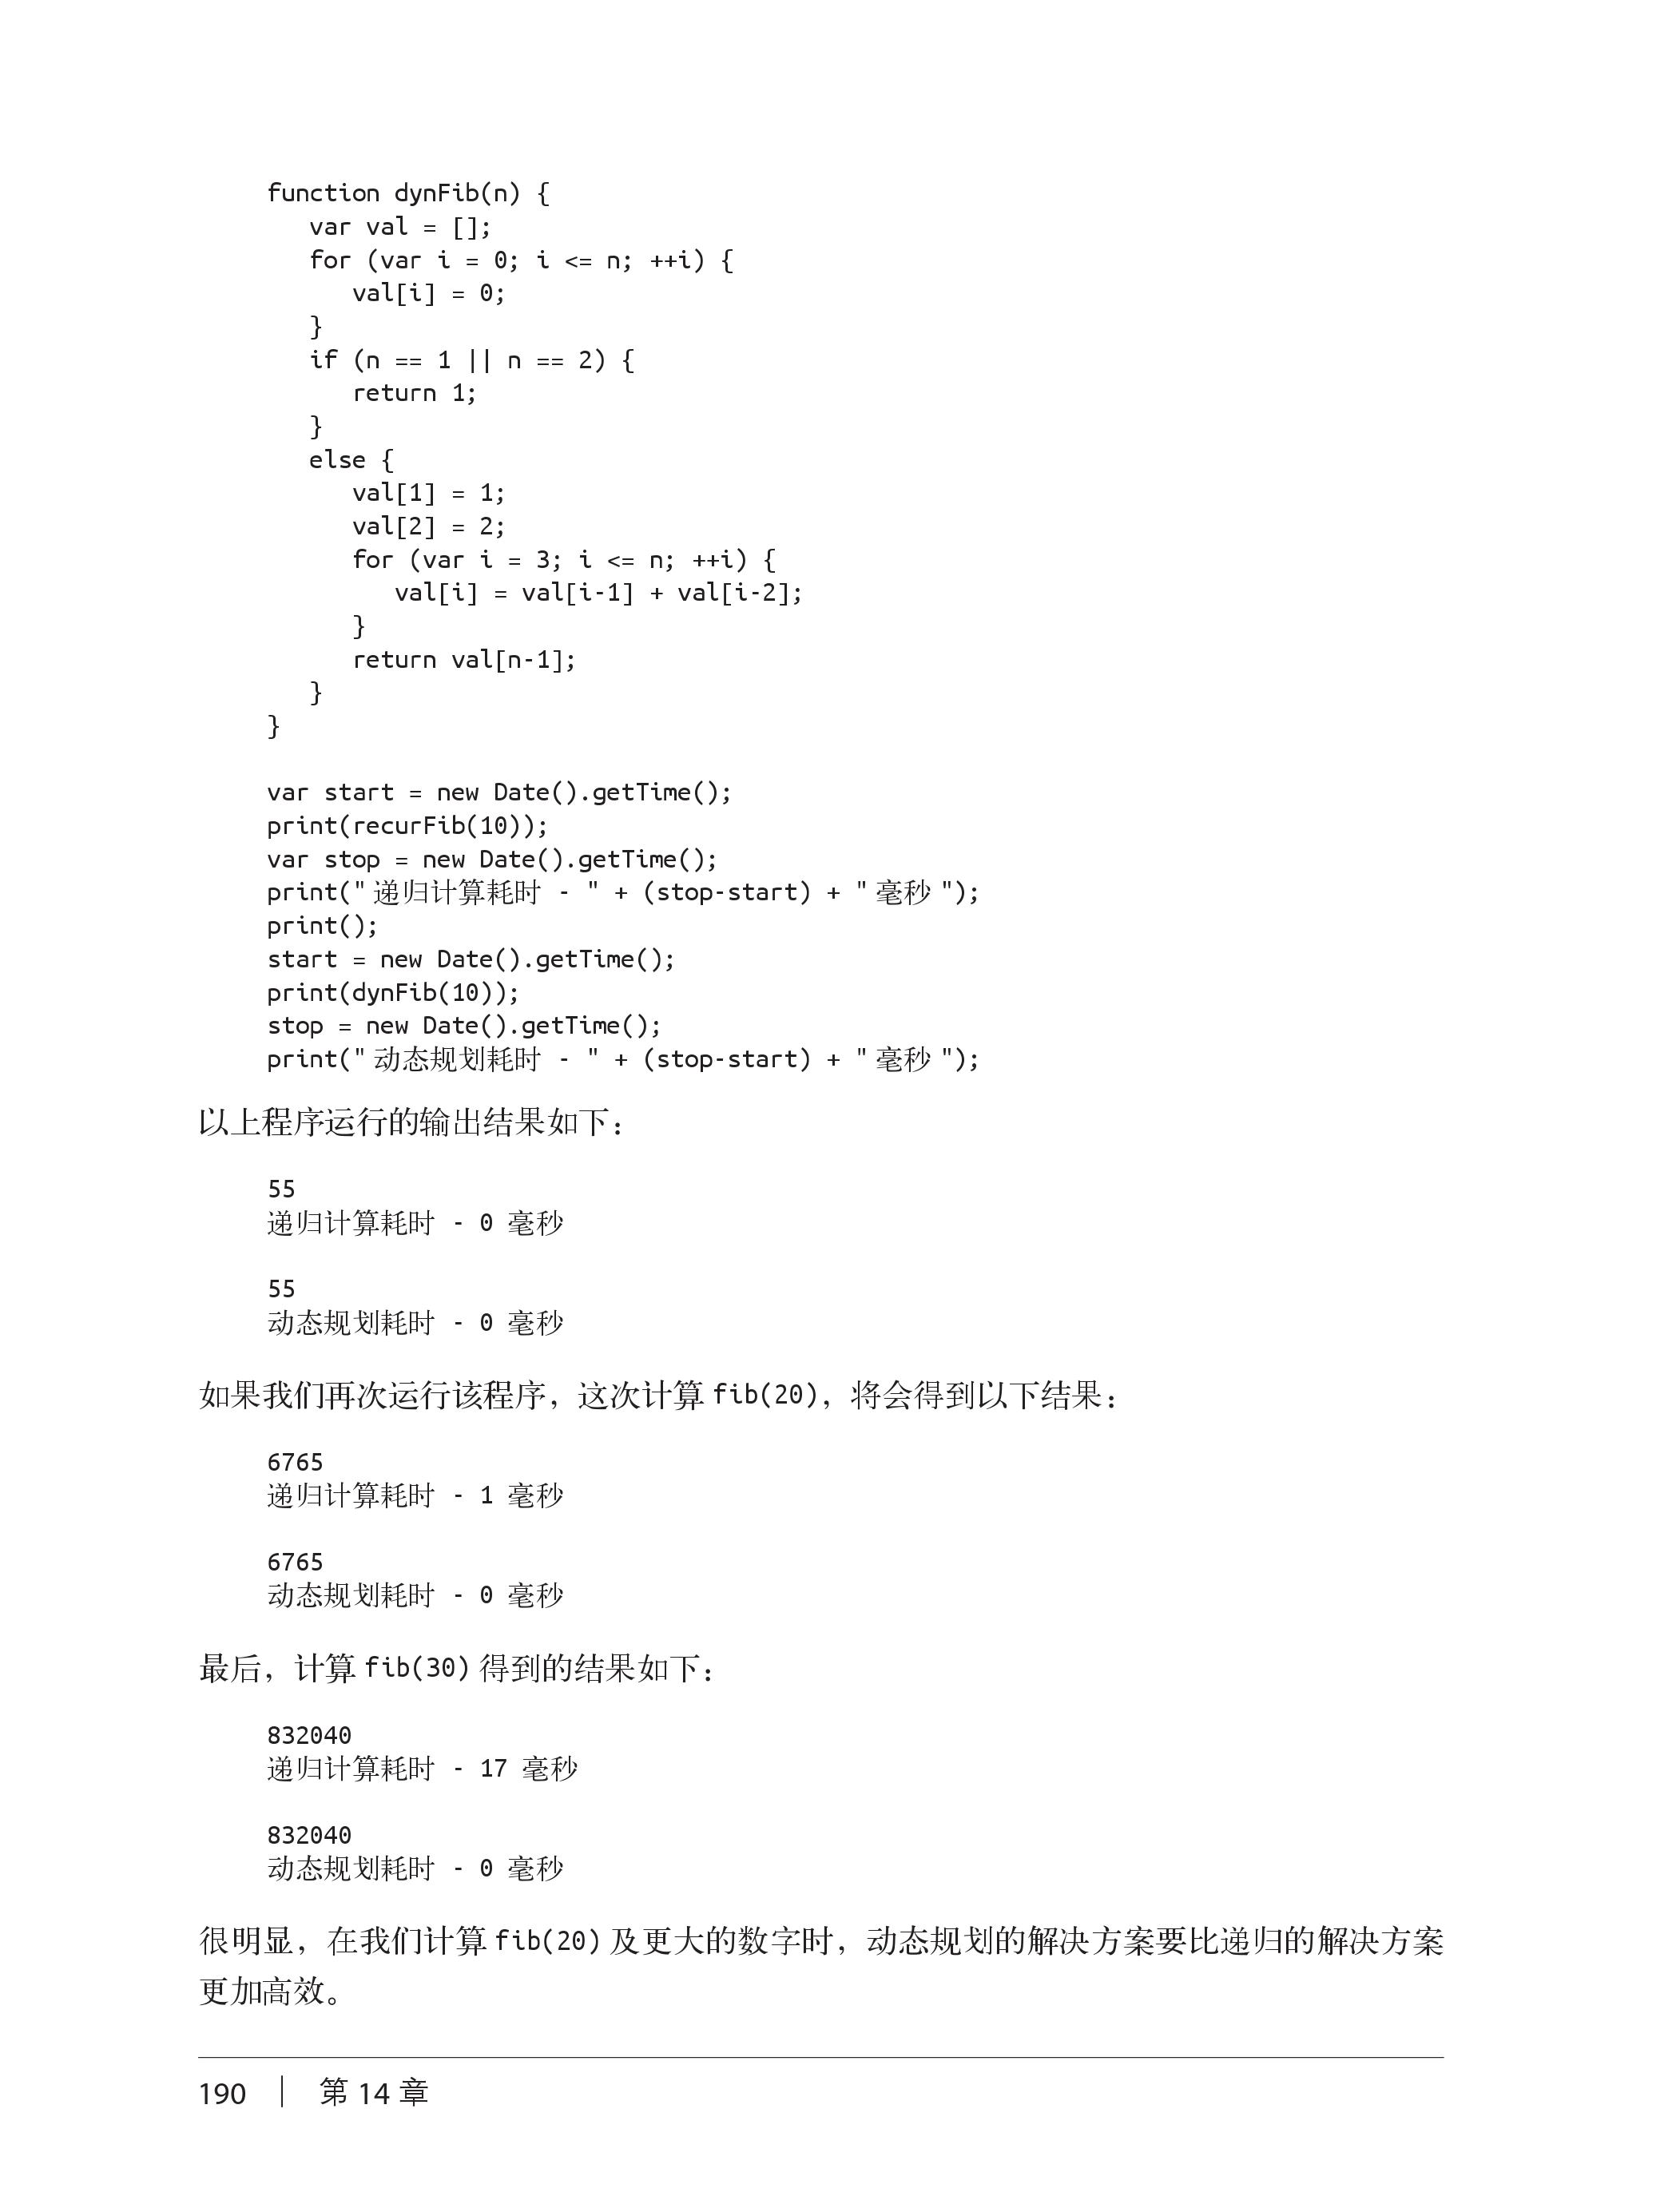 function dynFib(n) {
   var val = [];
   for (var i = 0; i <= n; ++i) {
      val[i] = 0;
   }
   if (n == 1 || n == 2) {
      return 1;
   }
   else {
      val[1] = 1;
      val[2] = 2;
      for (var i = 3; i <= n; ++i) {
         val[i] = val[i-1] + val[i-2];
      }
      return val[n-1];
   }
}
var start = new Date().getTime();
print(recurFib(10));
var stop = new Date().getTime();
print(" 递归计算耗时 - " + (stop-start) + " 毫秒 ");
print();
start = new Date().getTime();
print(dynFib(10));
stop = new Date().getTime();
print(" 动态规划耗时 - " + (stop-start) + " 毫秒 ");
以上程序运行的输出结果如下：
55
递归计算耗时 - 0 毫秒
55
动态规划耗时 - 0 毫秒
如果我们再次运行该程序，这次计算 fib(20)，将会得到以下结果：
6765
递归计算耗时 - 1 毫秒
6765
动态规划耗时 - 0 毫秒
最后，计算 fib(30) 得到的结果如下：
832040
递归计算耗时 - 17 毫秒
832040
动态规划耗时 - 0 毫秒
很明显，在我们计算 fib(20) 及更大的数字时，动态规划的解决方案要比递归的解决方案
更加高效。
190 ｜ 第 14 章